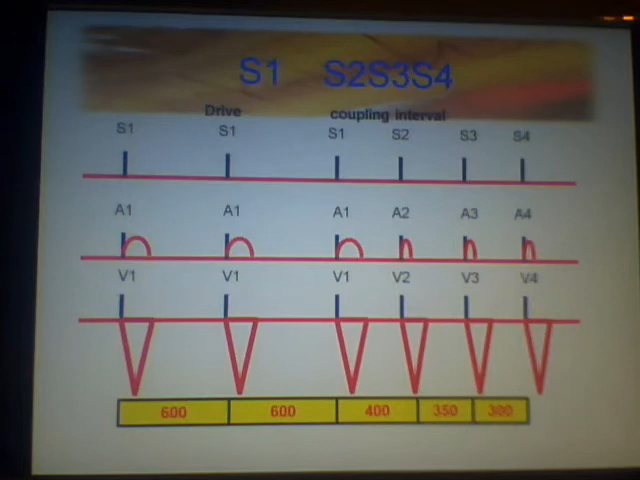 S1 S2S3S4
Drive coupling interval
S1 S1 S1 S2 S3 S4
A1 A1 A1 A2 A3 A4
V1 V1 V1 V2 V3 V4
600 600 400 350 300